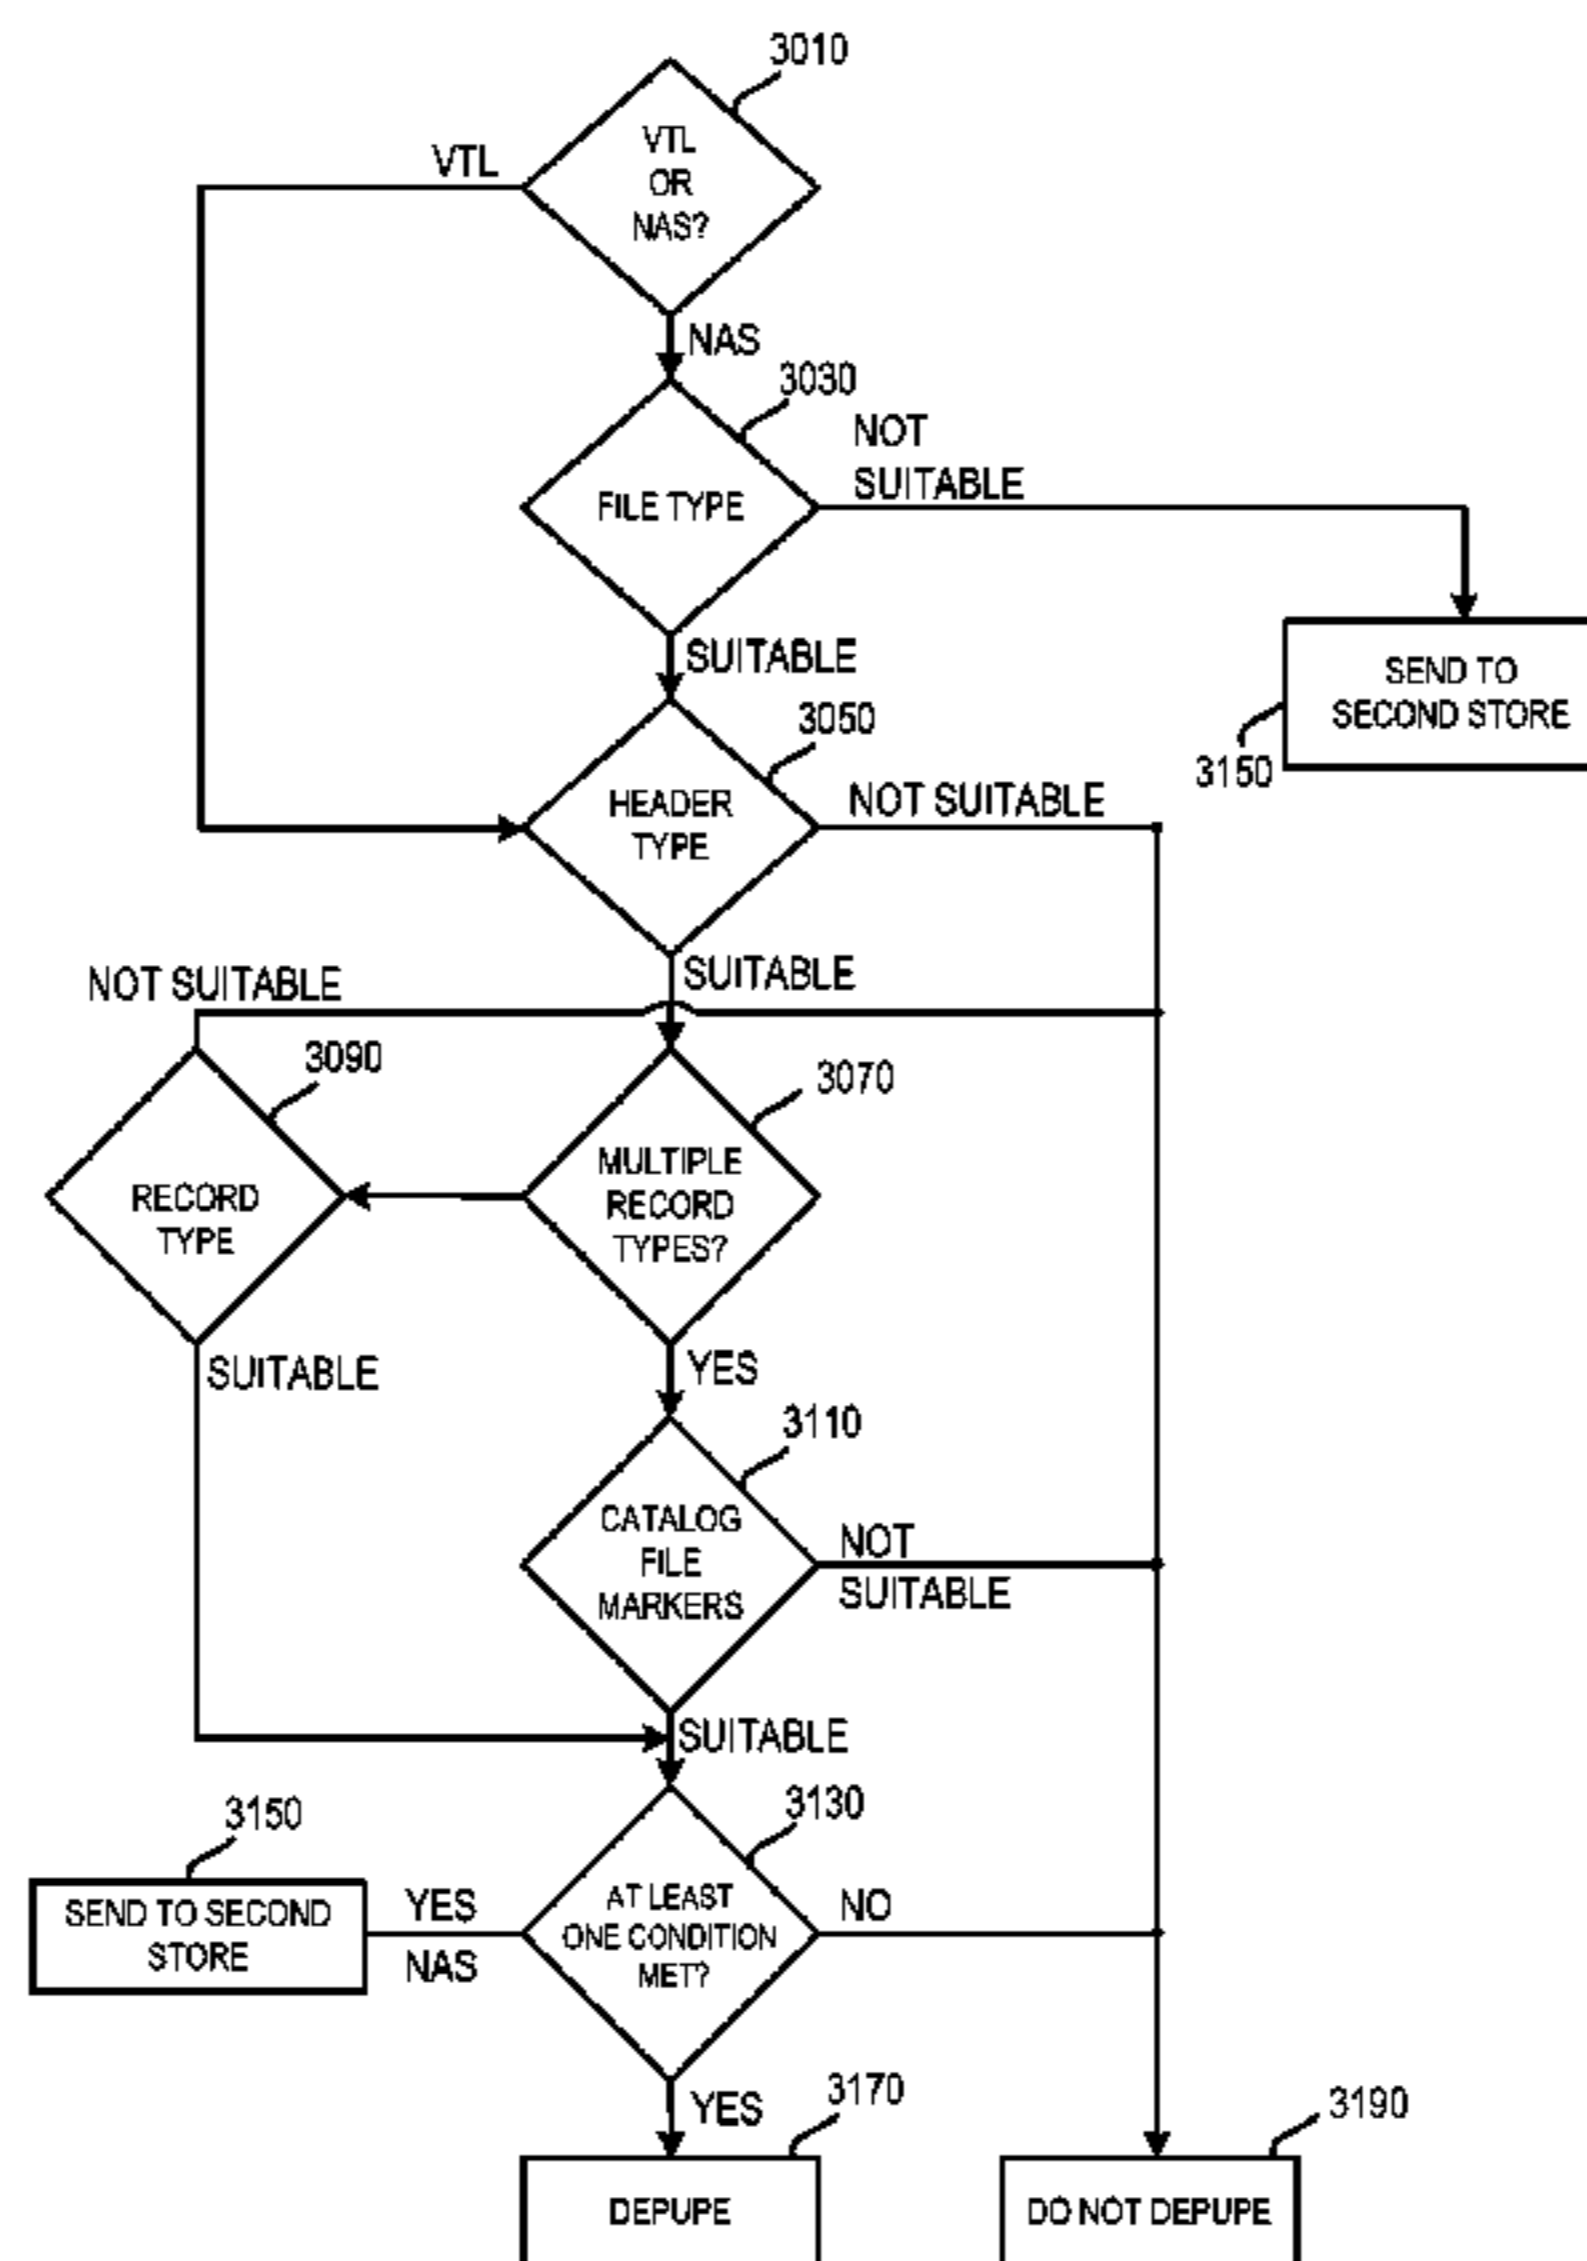 3010
VTL
VTL
OR
NAS?
NAS
3030
NOT
SUITABLE
FILE TYPE
SUITABLE
SEND TO
SECOND STORE
3150
3050
HEADER
TYPE
NOT SUITABLE
SUITABLE
NOT SUITABLE
3090
3070
RECORD
TYPE
MULTIPLE
RECORD
TYPES?
SUITABLE
YES
3110
CATALOG
FILE
MARKERS
NOT
SUITABLE
SUITABLE
3130
3150
SEND TO SECOND
STORE
YES
NAS
AT LEAST
ONE CONDITION
MET?
NO
YES
3170
3190
DEPUPE
DO NOT DEPUPE